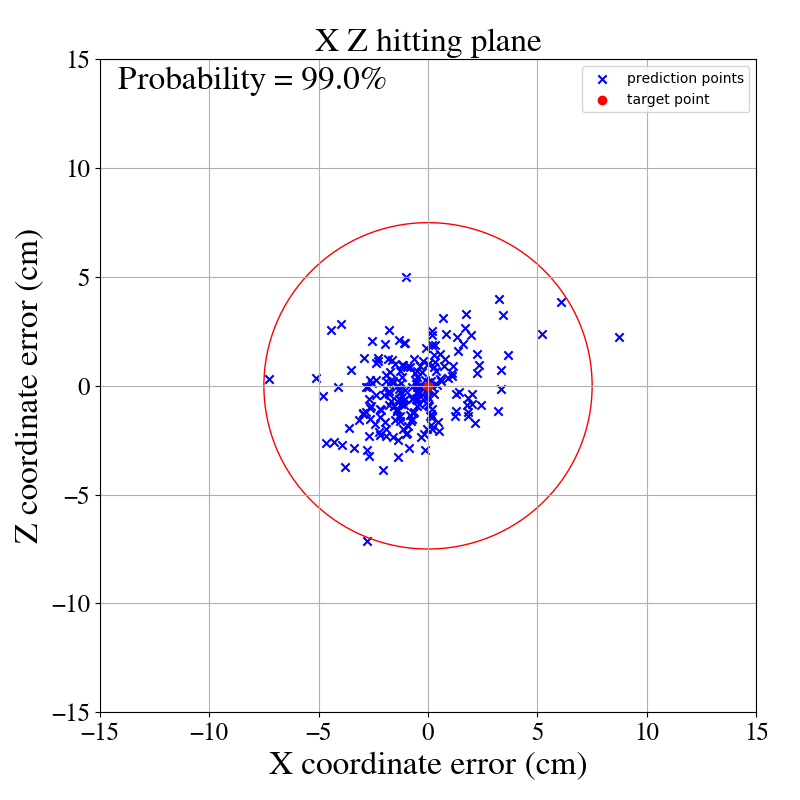 X Z hitting plane
Probability = 99.0%
prediction points
target point
15
10
5
0
−5
−10
−15
Z coordinate error (cm)
−15 −10 −5 0 5 10 15
X coordinate error (cm)